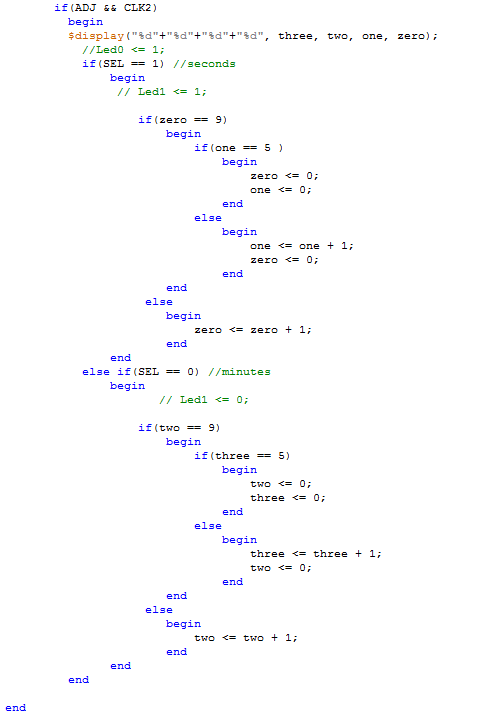 if(ADJ && CLK2)
begin
$display("%d"+"%d"+"%d"+"%d", three, two, one, zero);
//Led0 <= 1;
if(SEL == 1) //seconds
begin
// Led1 <= 1;
if(zero == 9)
begin
if(one == 5 )
begin
zero <= 0;
one <= 0;
end
else
begin
one <= one + 1;
zero <= 0;
end
end
else
begin
zero <= zero + 1;
end
end
else if(SEL == 0) //minutes
begin
// Led1 <= 0;
if(two == 9)
begin
if(three == 5)
begin
two <= 0;
three <= 0;
end
else
begin
three <= three + 1;
two <= 0;
end
end
else
begin
two <= two + 1;
end
end
end
end